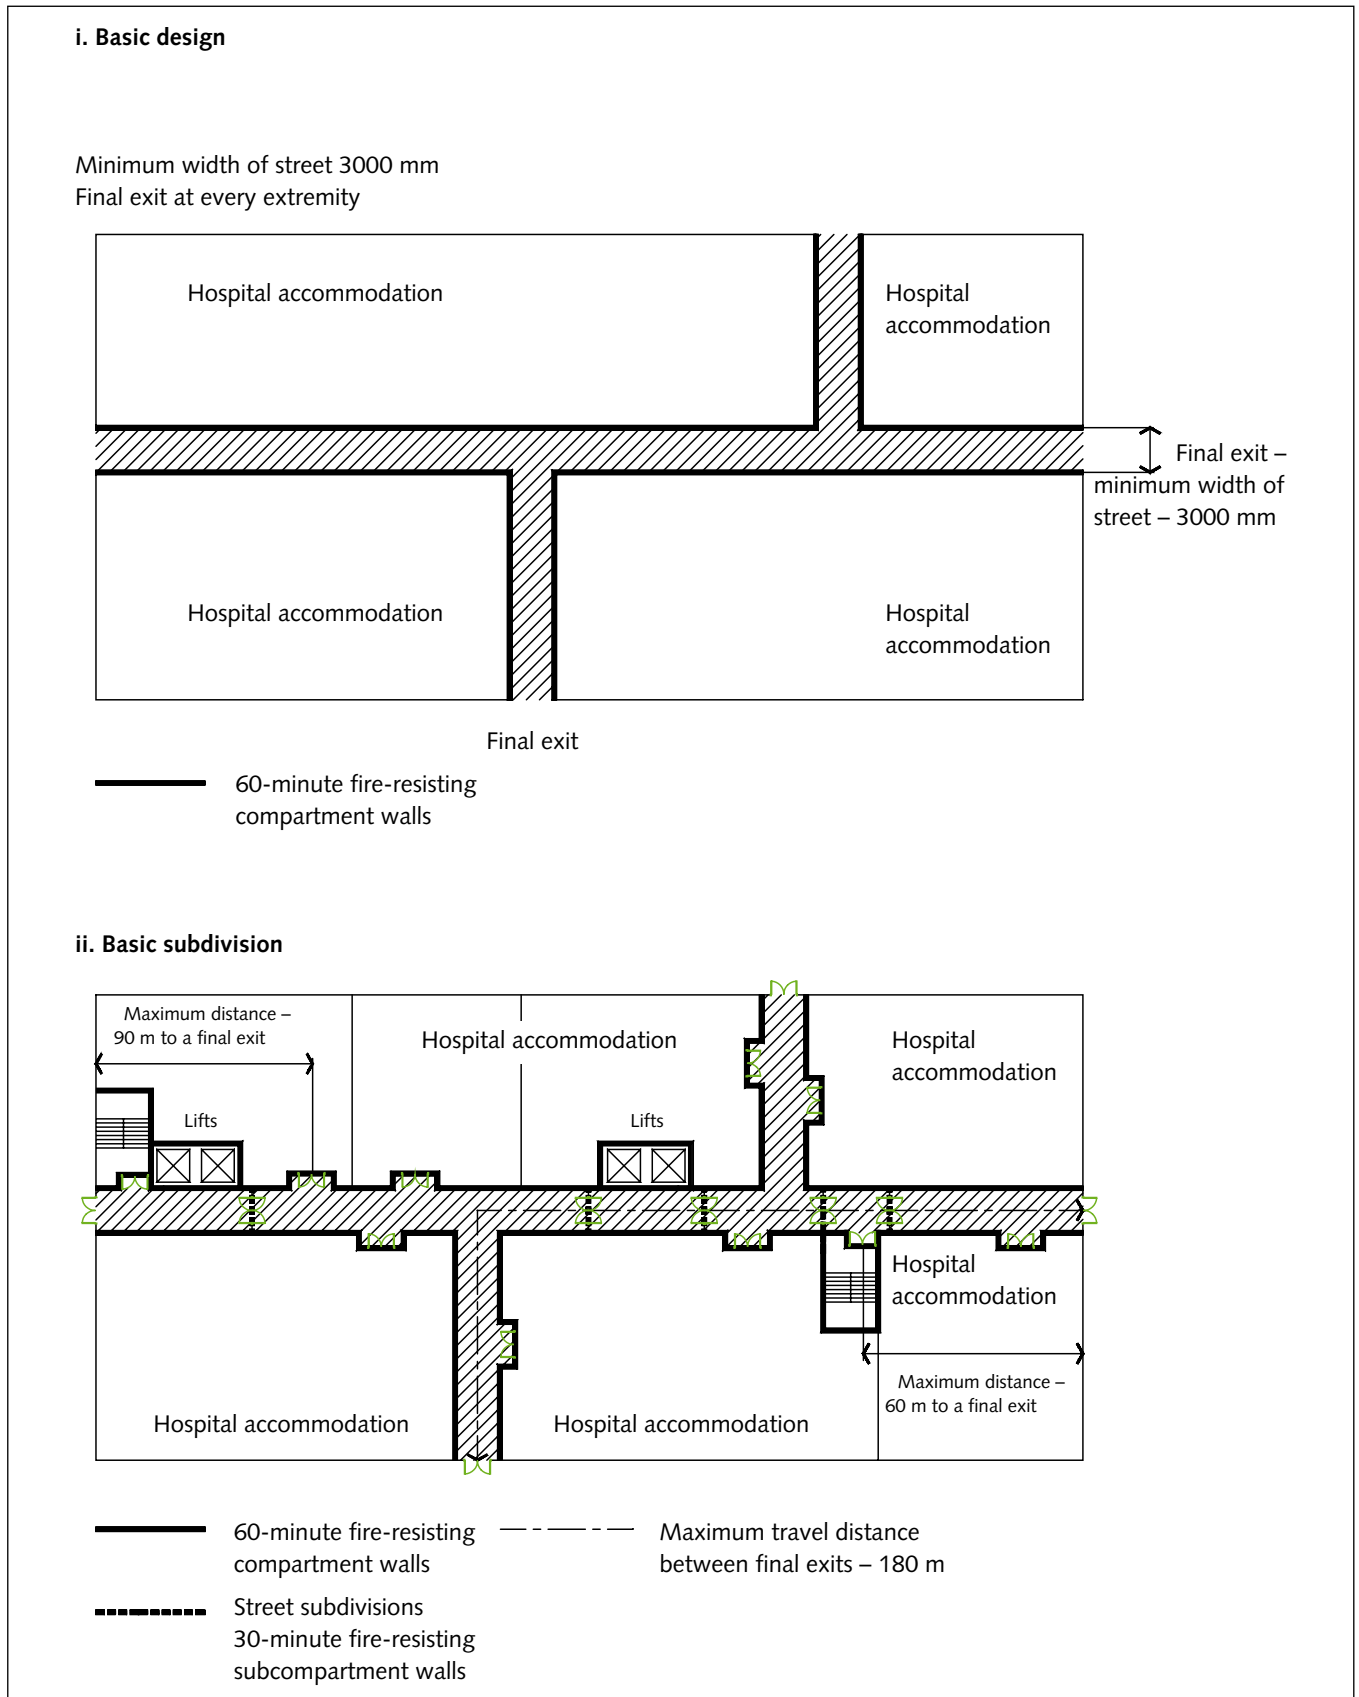 i. Basic design
Minimum width of street 3000 mm
Final exit at every extremity
Hospital accommodation
Hospital
accommodation
Final exit –
minimum width of
street – 3000 mm
Hospital accommodation
Hospital
accommodation
Final exit
60-minute fire-resisting
compartment walls
ii. Basic subdivision
Maximum distance –
90 m to a final exit
Hospital accommodation
Hospital
accommodation
Lifts
Lifts
Hospital
accommodation
Maximum distance –
60 m to a final exit
Hospital accommodation
Hospital accommodation
60-minute fire-resisting
compartment walls
Maximum travel distance
between final exits – 180 m
Street subdivisions
30-minute fire-resisting
subcompartment walls